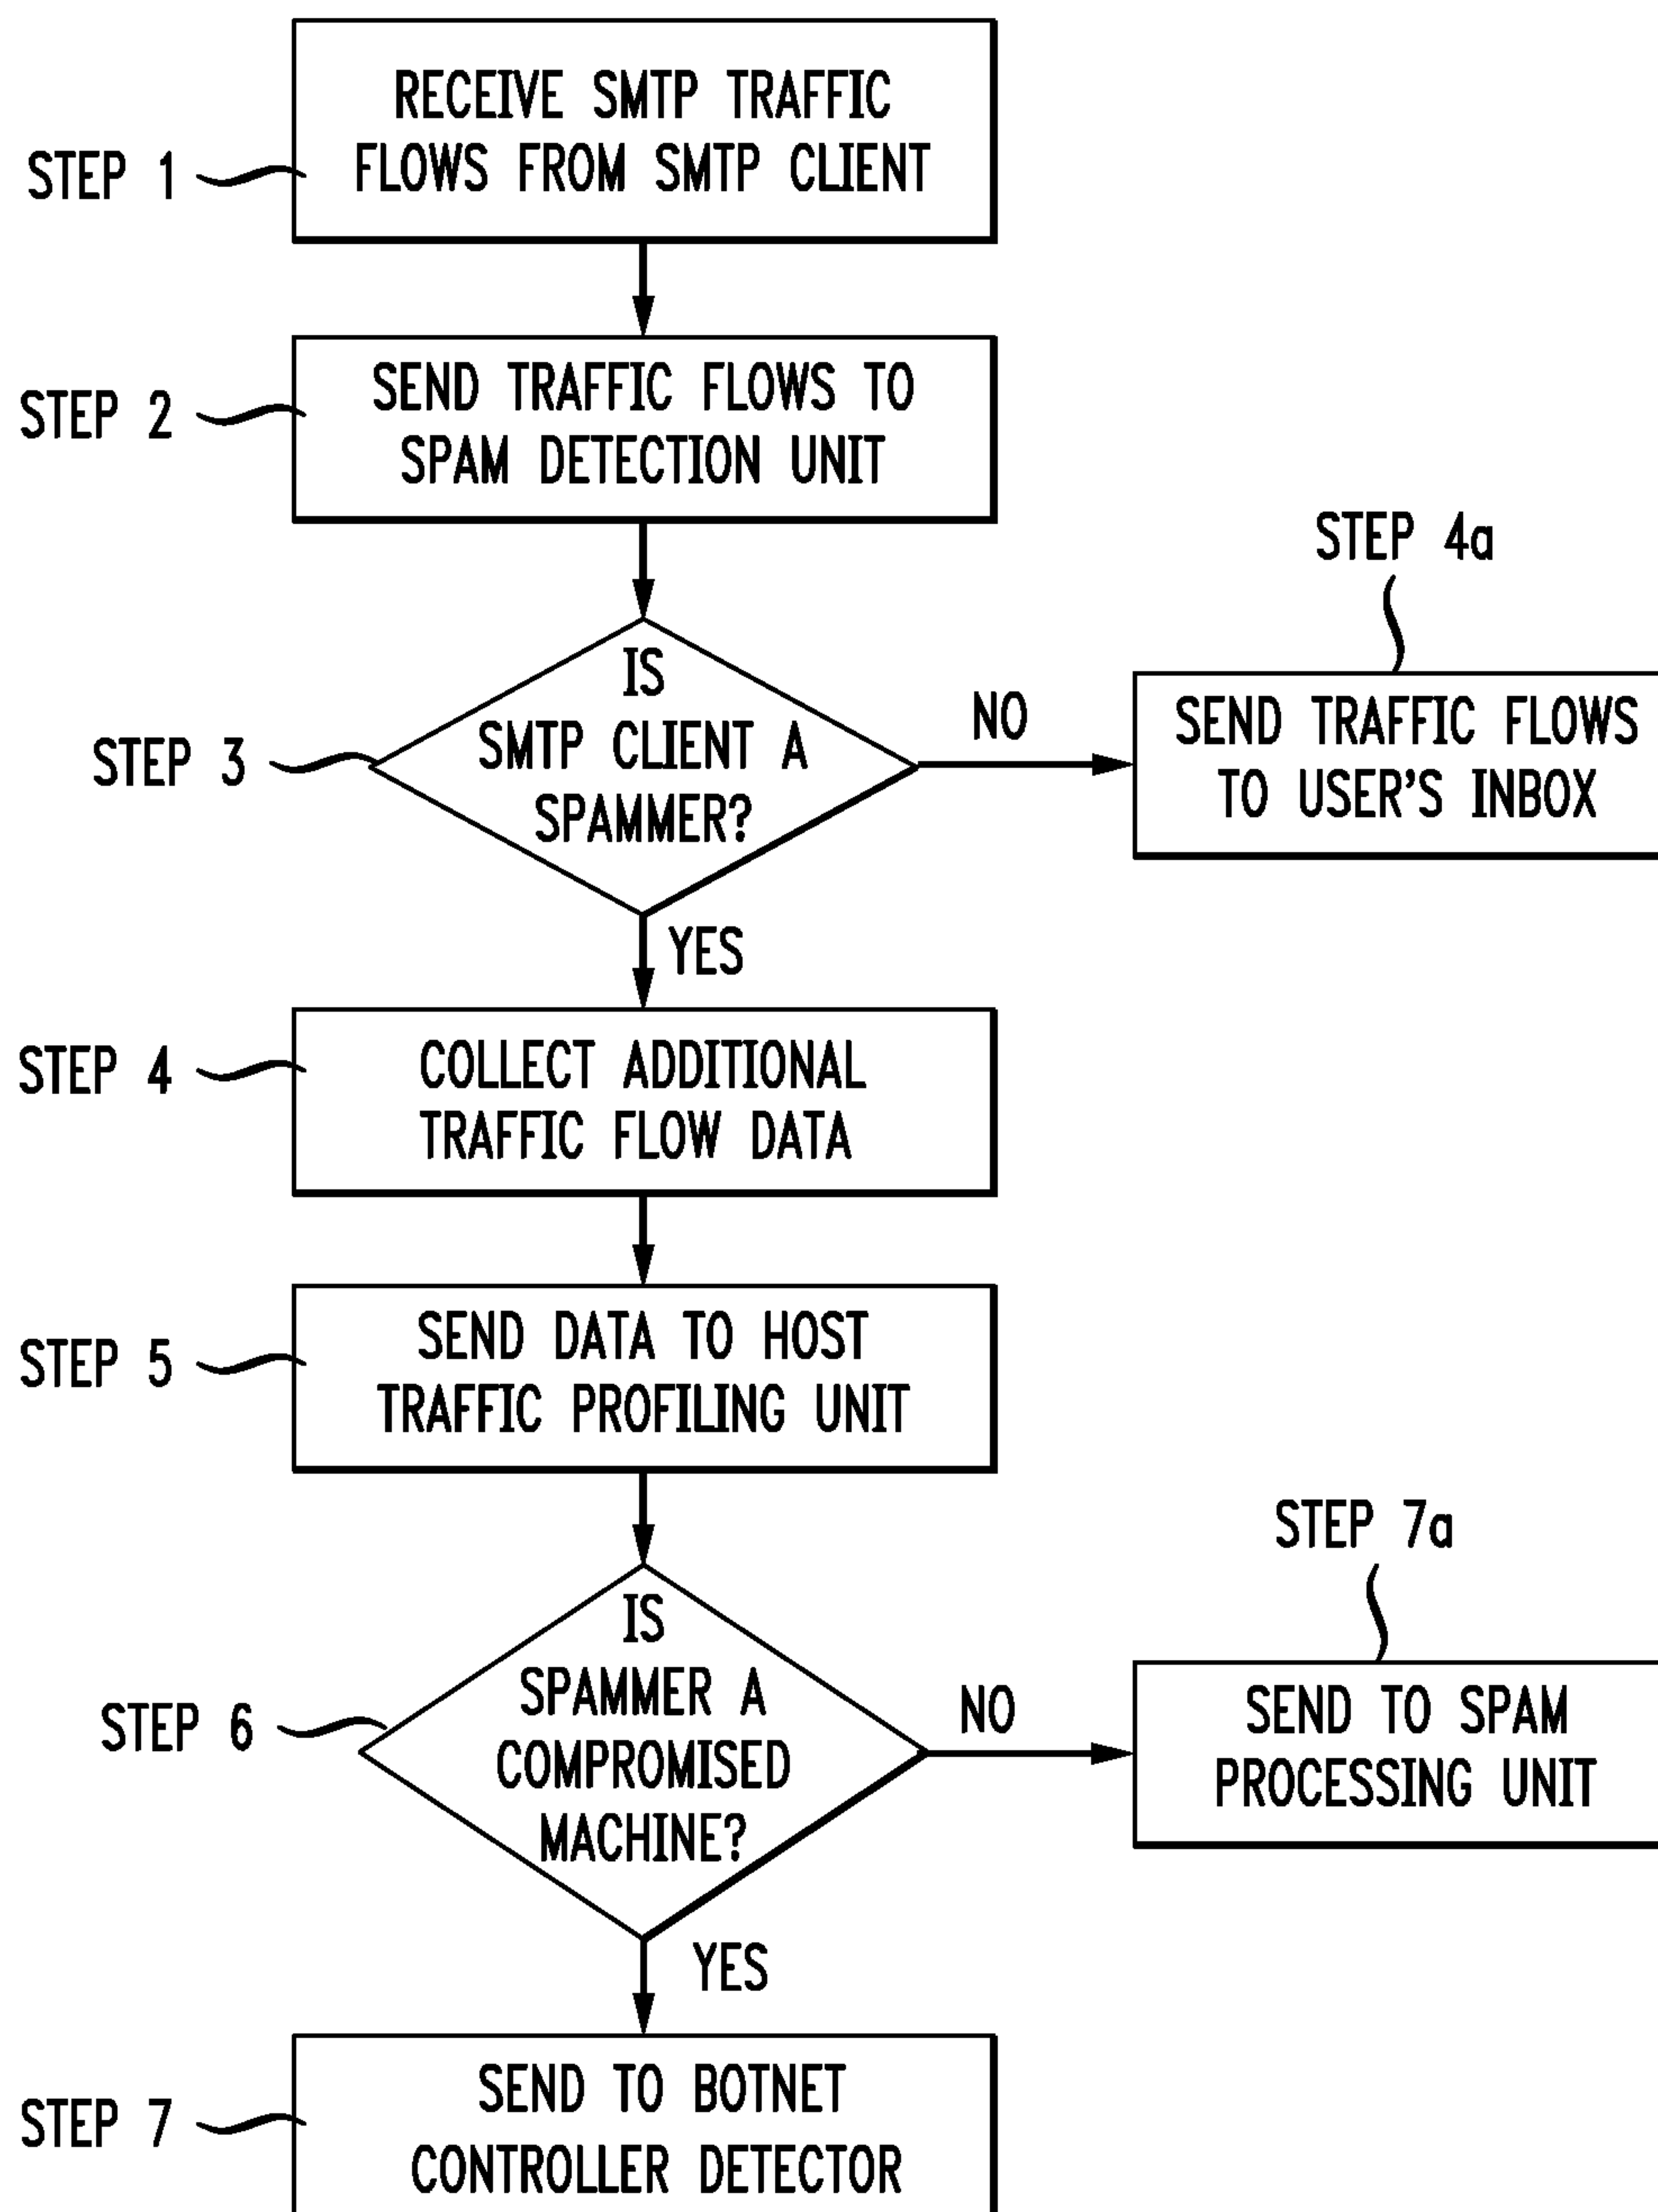 RECEIVE SMTP TRAFFIC
FLOWS FROM SMTP CLIENT
STEP 1
SEND TRAFFIC FLOWS TO
SPAM DETECTION UNIT
STEP 2
IS
SMTP CLIENT A
SPAMMER?
STEP 3
NO
STEP 4a
SEND TRAFFIC FLOWS
TO USER'S INBOX
YES
COLLECT ADDITIONAL
TRAFFIC FLOW DATA
STEP 4
SEND DATA TO HOST
TRAFFIC PROFILING UNIT
STEP 5
IS
SPAMMER A
COMPROMISED
MACHINE?
STEP 6
NO
STEP 7a
SEND TO SPAM
PROCESSING UNIT
YES
SEND TO BOTNET
CONTROLLER DETECTOR
STEP 7